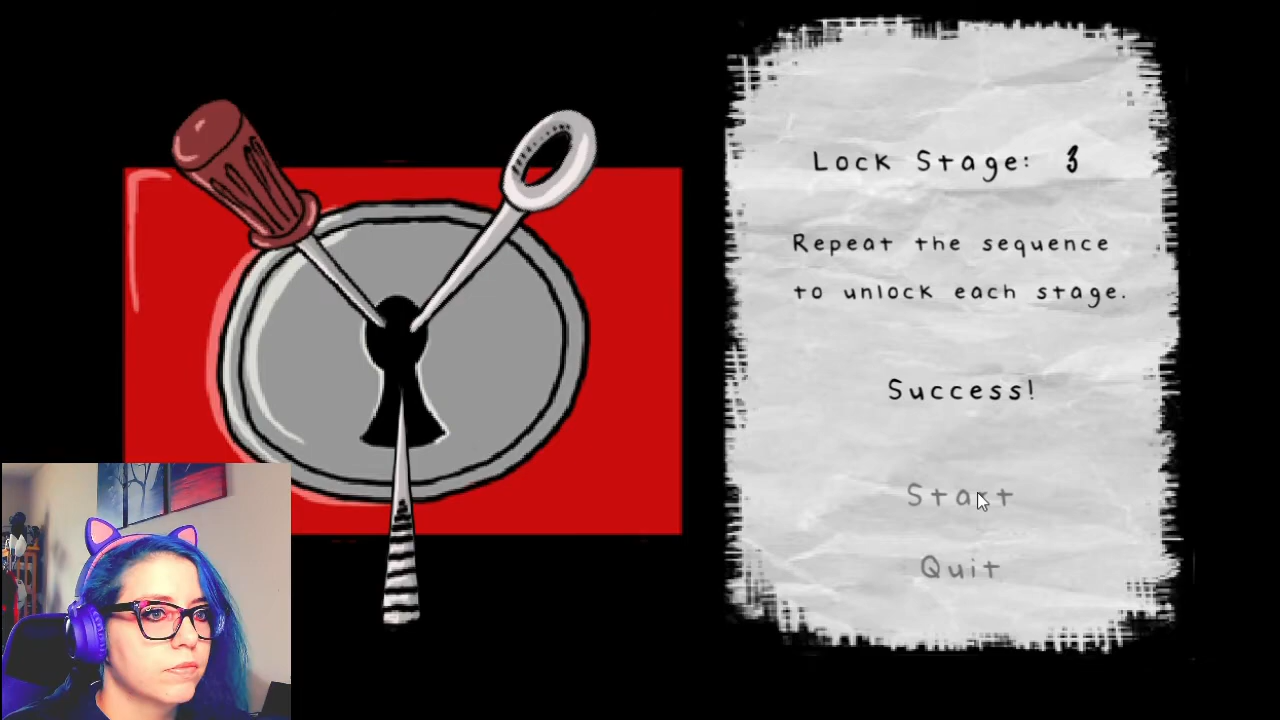 Lock Stage: 3
Repeat the sequence
to unlock each stage.
Success!
Start
Quit